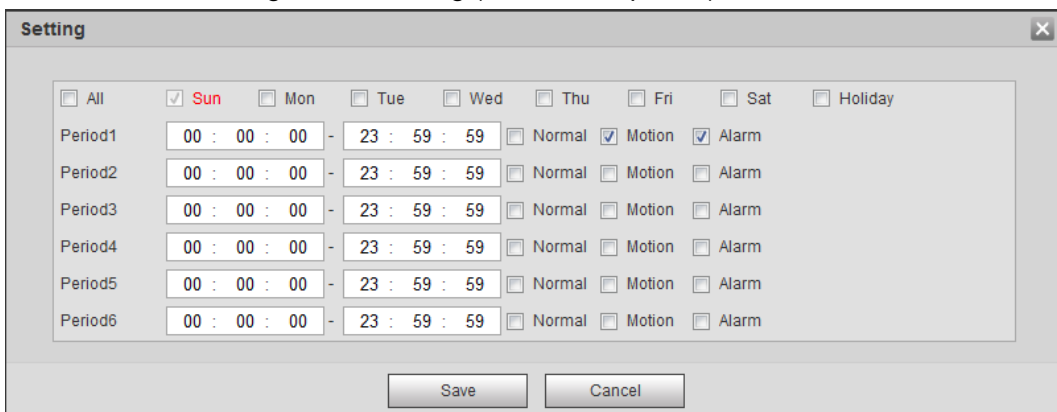 Setting
All Sun Mon Tue Wed Thu Fri Sat Holiday
Period1 00 : 00 : 00 - 23 : 59 : 59 Normal Motion Alarm
Period2 00 : 00 : 00 - 23 : 59 : 59 Normal Motion Alarm
Period3 00 : 00 : 00 - 23 : 59 : 59 Normal Motion Alarm
Period4 00 : 00 : 00 - 23 : 59 : 59 Normal Motion Alarm
Period5 00 : 00 : 00 - 23 : 59 : 59 Normal Motion Alarm
Period6 00 : 00 : 00 - 23 : 59 : 59 Normal Motion Alarm
Save Cancel